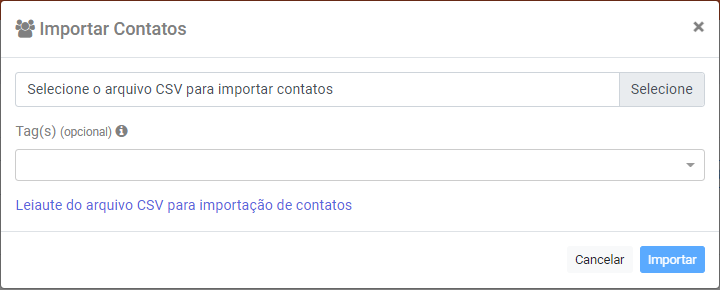 Importar Contatos
×
Selecione o arquivo CSV para importar contatos
Selecione
Tag(s) (opcional)
Leiaute do arquivo CSV para importação de contatos
Cancelar
Importar